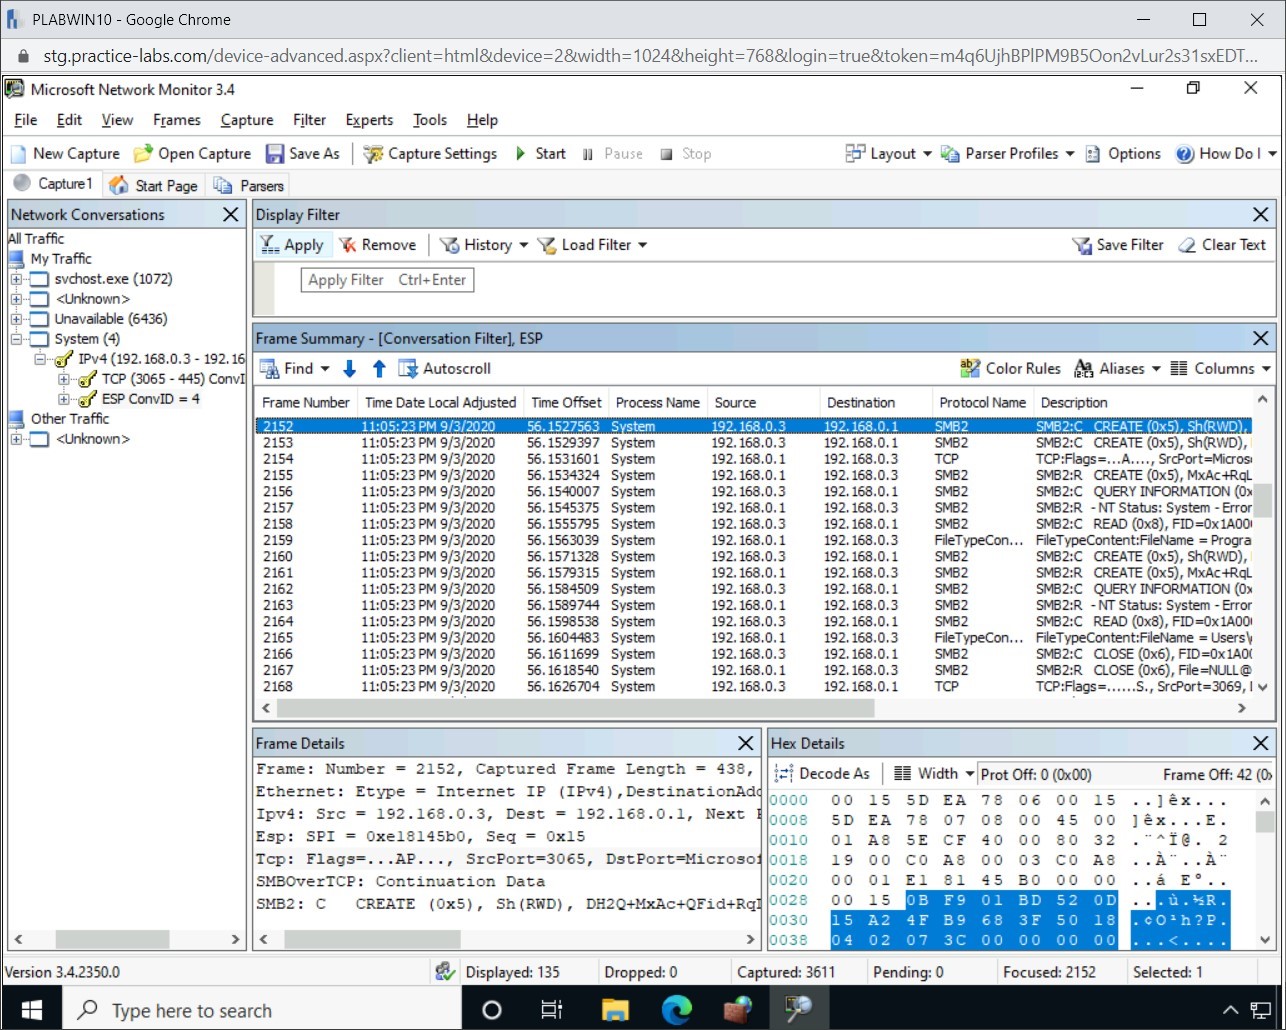 PLABWIN10 - Google Chrome
stg.practice-labs.com/device-advanced.aspx?client=html&device=2&width=1024&height=768&login=true&token=m4q6UjhBPlPM9B5Oon2vLur2s31sxEDT...
Microsoft Network Monitor 3.4
File Edit View Frames Capture Filter Experts Tools Help
New Capture Open Capture Save As Capture Settings Start Pause Stop Layout Parser Profiles Options How Do I
Capture1 Start Page Parsers
Network Conversations
All Traffic
My Traffic
svchost.exe (1072)
<Unknown>
Unavailable (6436)
System (4)
IPv4 (192.168.0.3 - 192.16
TCP (3065 - 445) ConvI
ESP ConvID = 4
Other Traffic
<Unknown>
Display Filter
Apply Remove History Load Filter Save Filter Clear Text
Apply Filter Ctrl+Enter
Frame Summary - [Conversation Filter], ESP
Find Autoscroll Color Rules Aliases Columns
Frame Number Time Date Local Adjusted Time Offset Process Name Source Destination Protocol Name Description
2152 11:05:23 PM 9/3/2020 56.1527563 System 192.168.0.3 192.168.0.1 SMB2 SMB2:C CREATE (0x5), Sh(RWD),
2153 11:05:23 PM 9/3/2020 56.1529397 System 192.168.0.3 192.168.0.1 SMB2 SMB2:C CREATE (0x5), Sh(RWD),
2154 11:05:23 PM 9/3/2020 56.1531601 System 192.168.0.1 192.168.0.3 TCP TCP:Flags=...A...., SrcPort=Micros
2155 11:05:23 PM 9/3/2020 56.1534324 System 192.168.0.1 192.168.0.3 SMB2 SMB2:R CREATE (0x5), MxAc+RqL
2156 11:05:23 PM 9/3/2020 56.1540007 System 192.168.0.3 192.168.0.1 SMB2 SMB2:C QUERY INFORMATION (0x
2157 11:05:23 PM 9/3/2020 56.1545375 System 192.168.0.1 192.168.0.3 SMB2 SMB2:R - NT Status: System - Error
2158 11:05:23 PM 9/3/2020 56.1555795 System 192.168.0.3 192.168.0.1 SMB2 SMB2:C READ (0x8), FID=0x1A00
2159 11:05:23 PM 9/3/2020 56.1563039 System 192.168.0.1 192.168.0.3 FileTypeCon... FileTypeContent:FileName = Progra
2160 11:05:23 PM 9/3/2020 56.1571328 System 192.168.0.3 192.168.0.1 SMB2 SMB2:C CREATE (0x5), Sh(RWD),
2161 11:05:23 PM 9/3/2020 56.1579315 System 192.168.0.1 192.168.0.3 SMB2 SMB2:R CREATE (0x5), MxAc+RqL
2162 11:05:23 PM 9/3/2020 56.1584509 System 192.168.0.3 192.168.0.1 SMB2 SMB2:C QUERY INFORMATION (0x
2163 11:05:23 PM 9/3/2020 56.1589744 System 192.168.0.1 192.168.0.3 SMB2 SMB2:R - NT Status: System - Error
2164 11:05:23 PM 9/3/2020 56.1598538 System 192.168.0.3 192.168.0.1 SMB2 SMB2:C READ (0x8), FID=0x1A00
2165 11:05:23 PM 9/3/2020 56.1604483 System 192.168.0.1 192.168.0.3 FileTypeCon... FileTypeContent:FileName = Users\
2166 11:05:23 PM 9/3/2020 56.1611699 System 192.168.0.3 192.168.0.1 SMB2 SMB2:C CLOSE (0x6), FID=0x1A00
2167 11:05:23 PM 9/3/2020 56.1618540 System 192.168.0.1 192.168.0.3 SMB2 SMB2:R CLOSE (0x6), File=NULL@
2168 11:05:23 PM 9/3/2020 56.1626704 System 192.168.0.3 192.168.0.1 TCP TCP:Flags=......S., SrcPort=3069,
Frame Details
Frame: Number = 2152, Captured Frame Length = 438,
Ethernet: Etype = Internet IP (IPv4),DestinationAdd
Ipv4: Src = 192.168.0.3, Dest = 192.168.0.1, Next P
Esp: SPI = 0xe18145b0, Seq = 0x15
Tcp: Flags=...AP..., SrcPort=3065, DstPort=Microsof
SMBOverTCP: Continuation Data
SMB2: C CREATE (0x5), Sh(RWD), DH2Q+MxAc+QFid+RqL
Hex Details
Decode As Width Prot Off: 0 (0x00) Frame Off: 42 (0x
0000 00 15 5D EA 78 06 00 15 ..]êx...
0008 5D EA 78 07 08 00 45 00 ]êx...E.
0010 01 A8 5E CF 40 00 80 32 .¨^Ï@. 2
0018 19 00 C0 A8 00 03 C0 A8 ..À¨..À¨
0020 00 01 E1 81 45 B0 00 00 ..á E°..
0028 00 15 0B F9 01 BD 52 0D ...ù.½R.
0030 15 A2 4F B9 68 3F 50 18 .¢O¹h?P.
0038 04 02 07 3C 00 00 00 00 ...<....
Version 3.4.2350.0 Displayed: 135 Dropped: 0 Captured: 3611 Pending: 0 Focused: 2152 Selected: 1
Type here to search